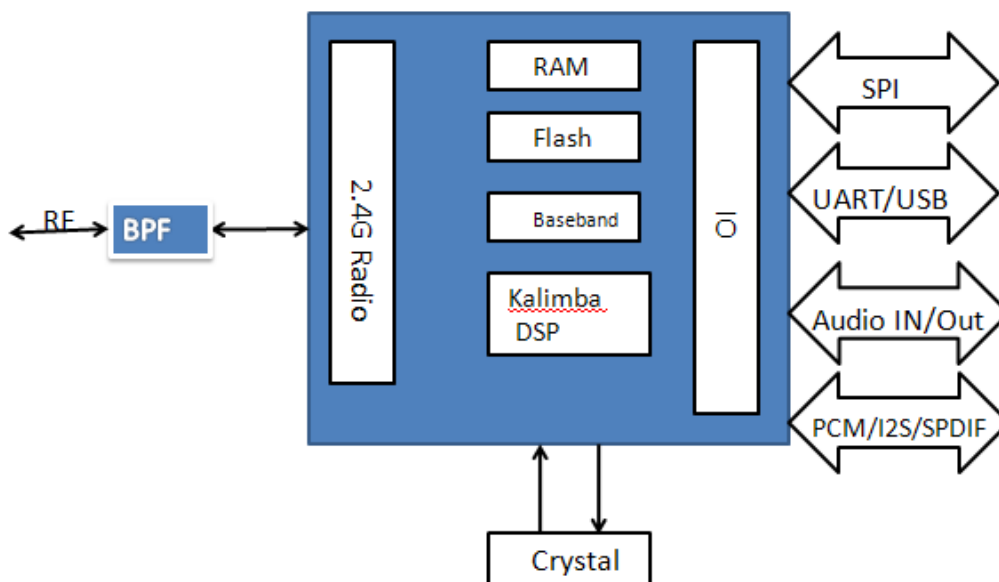 RF
BPF
2.4G Radio
RAM
Flash
Baseband
Kalimba
DSP
IO
SPI
UART/USB
Audio IN/Out
PCM/I2S/SPDIF
Crystal